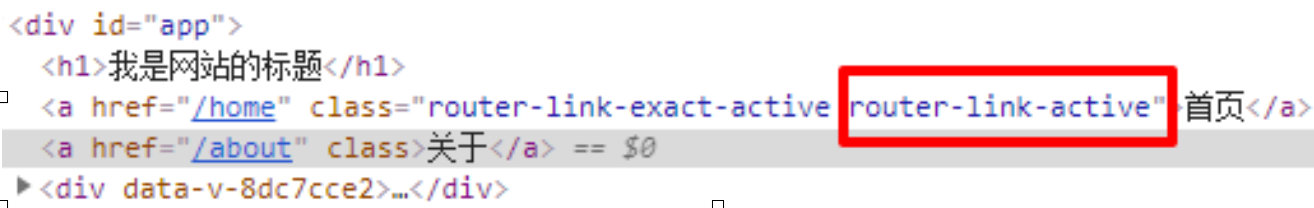 <div id="app">
<h1>我是网站的标题</h1>
<a href="/home" class="router-link-exact-active router-link-active">首页</a>
<a href="/about" class>关于</a> == $0
▶<div data-v-8dc7cce2>…</div>